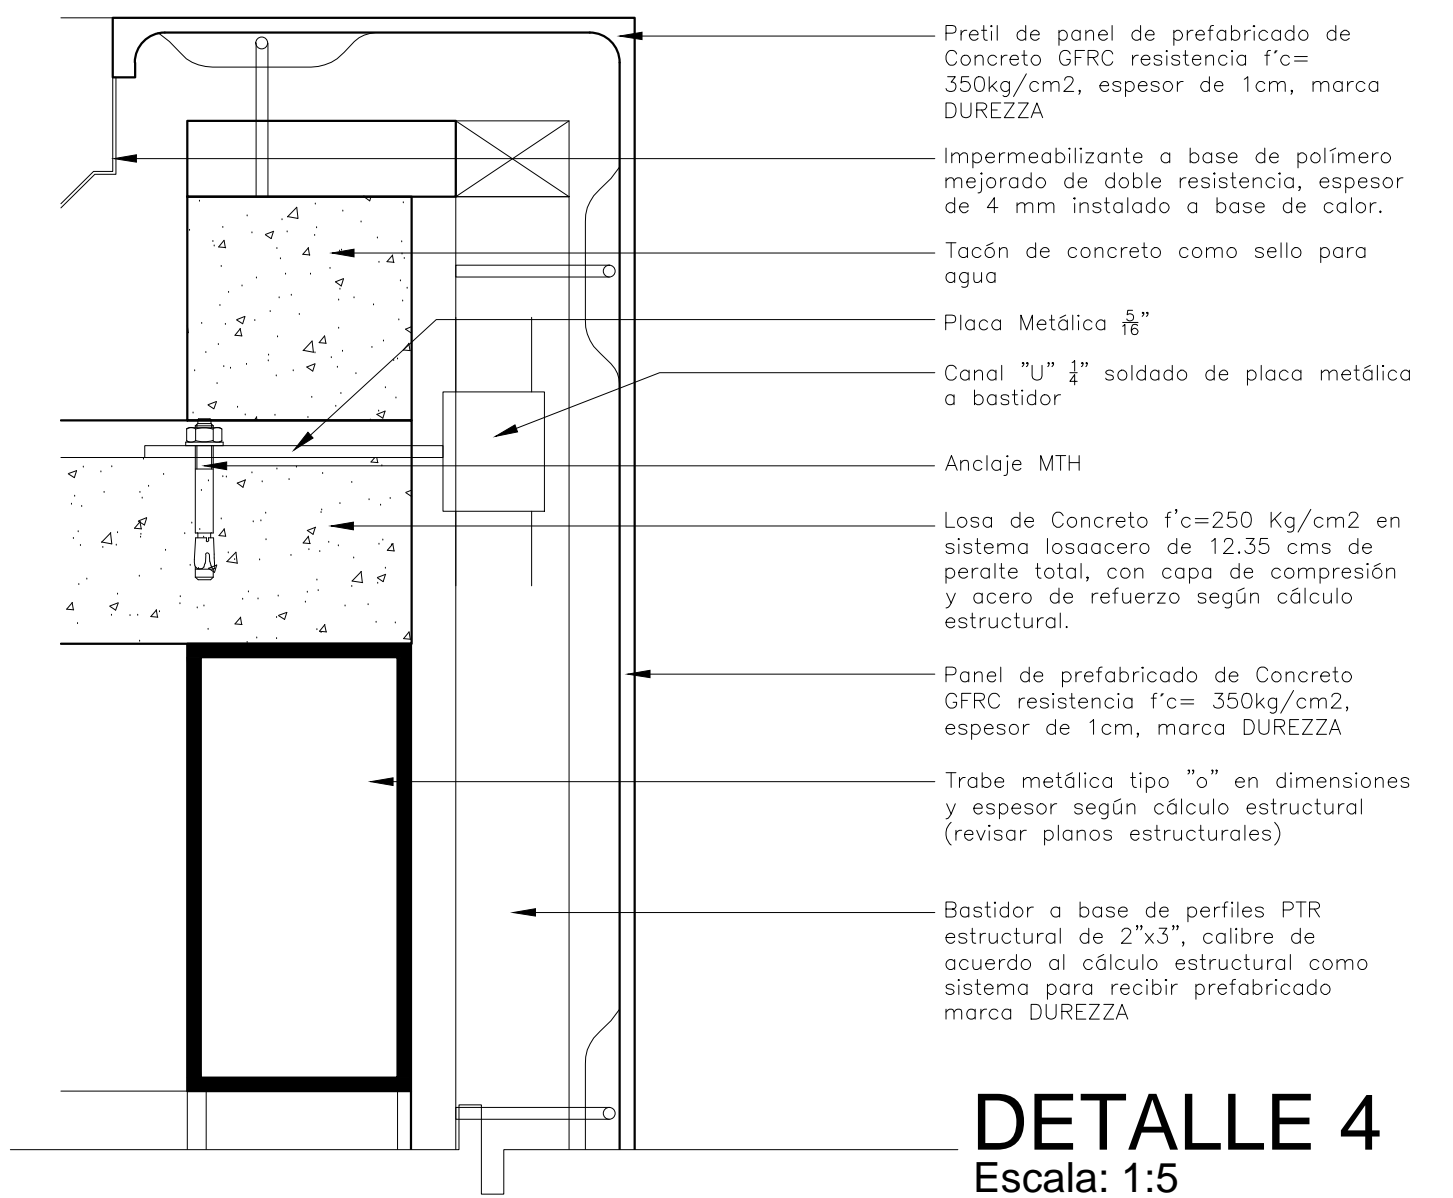 Pretil de panel de prefabricado de
Concreto GFRC resistencia f´c=
350kg/cm2, espesor de 1cm, marca
DUREZZA
Impermeabilizante a base de polímero
mejorado de doble resistencia, espesor
de 4 mm instalado a base de calor.
Tacón de concreto como sello para
agua
Placa Metálica 5/16”
Canal ”U” 1/4” soldado de placa metálica
a bastidor
Anclaje MTH
Losa de Concreto f’c=250 Kg/cm2 en
sistema losaacero de 12.35 cms de
peralte total, con capa de compresión
y acero de refuerzo según cálculo
estructural.
Panel de prefabricado de Concreto
GFRC resistencia f´c= 350kg/cm2,
espesor de 1cm, marca DUREZZA
Trabe metálica tipo ”o” en dimensiones
y espesor según cálculo estructural
(revisar planos estructurales)
Bastidor a base de perfiles PTR
estructural de 2”x3”, calibre de
acuerdo al cálculo estructural como
sistema para recibir prefabricado
marca DUREZZA
DETALLE 4
Escala: 1:5